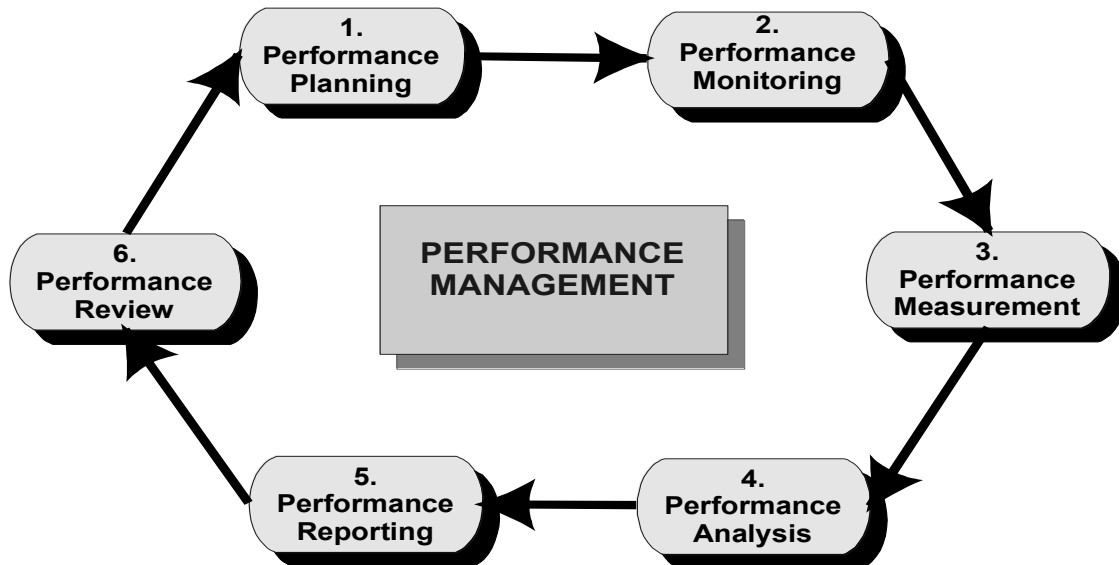 1.
Performance
Planning
2.
Performance
Monitoring
3.
Performance
Measurement
4.
Performance
Analysis
5.
Performance
Reporting
6.
Performance
Review
PERFORMANCE
MANAGEMENT